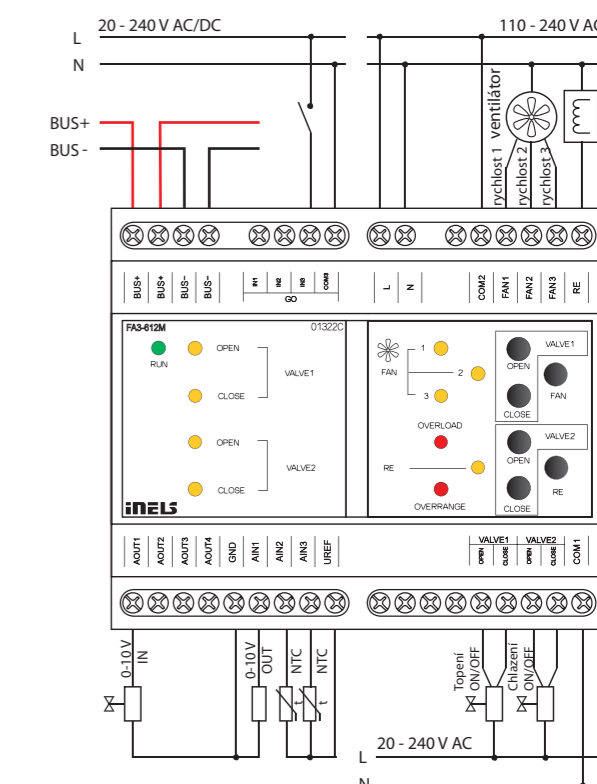 20 - 240 V AC/DC
110 - 240 V AC
L
N
BUS+
BUS -
ventilátor
rychlost 1
rychlost 2
rychlost 3
BUS+ BUS+ BUS− BUS− IN1 IN2 IN3 COM3 L N COM2 FAN1 FAN2 FAN3 RE
GO
FA3-612M 01322C
RUN
OPEN
VALVE1
CLOSE
OPEN
VALVE2
CLOSE
iNELS
FAN
1
2
3
OVERLOAD
RE
OVERRANGE
VALVE1
OPEN
FAN
CLOSE
VALVE2
OPEN
RE
CLOSE
AOUT1 AOUT2 AOUT3 AOUT4 GND AIN1 AIN2 AIN3 UREF
VALVE1 VALVE2
OPEN CLOSE OPEN CLOSE COM1
0-10 V
IN
0-10 V
OUT
NTC
NTC
t
t
Topení
ON/OFF
Chlazení
ON/OFF
20 - 240 V AC
L
N